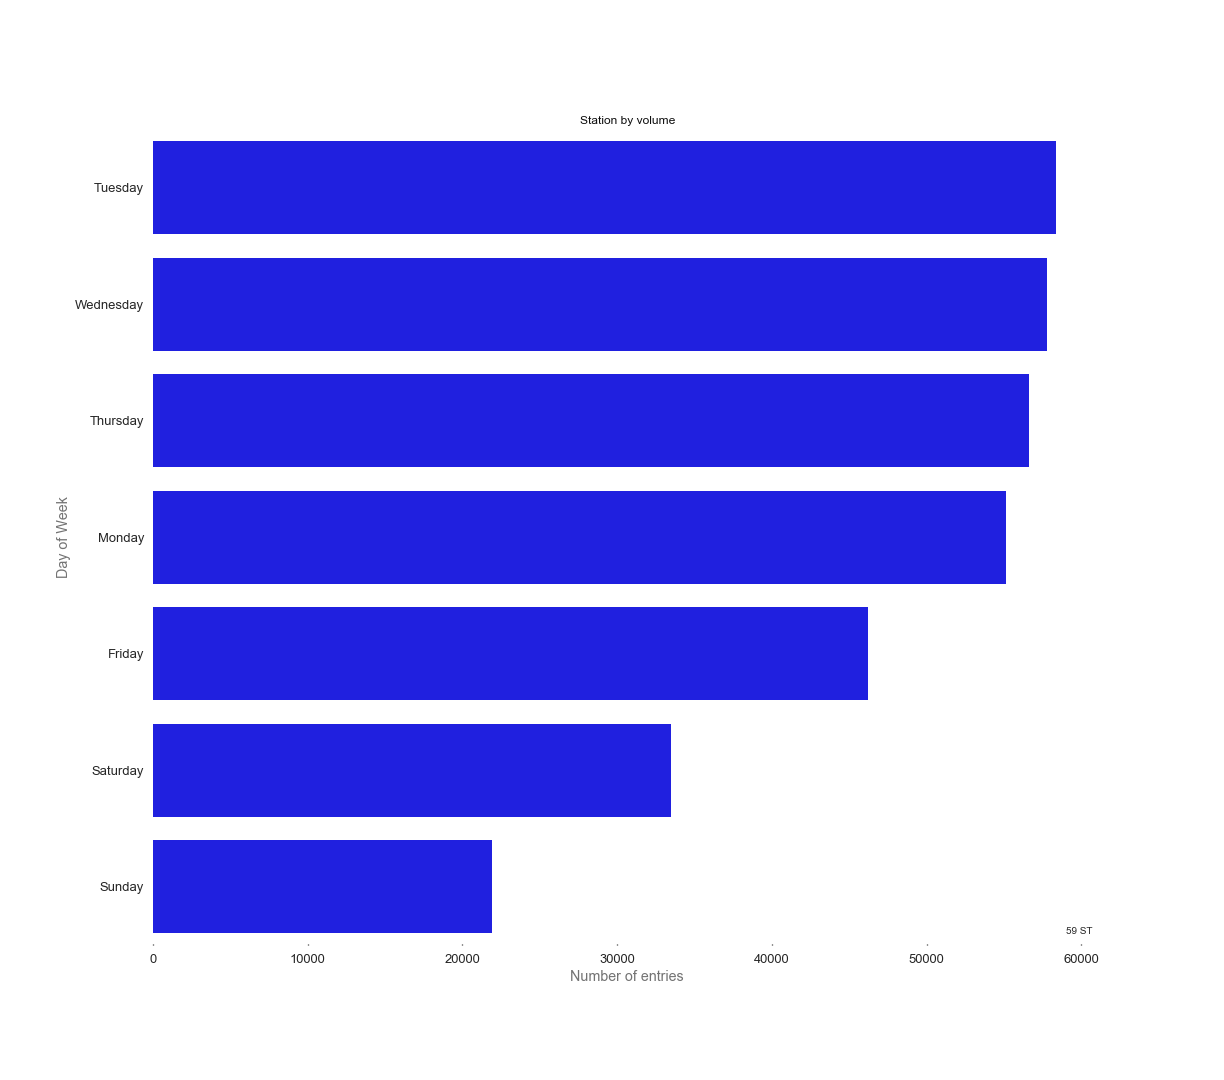 Station by volume
Tuesday
Wednesday
Thursday
Day of Week
Monday
Friday
Saturday
Sunday
59 ST
0 10000 20000 30000 40000 50000 60000
Number of entries